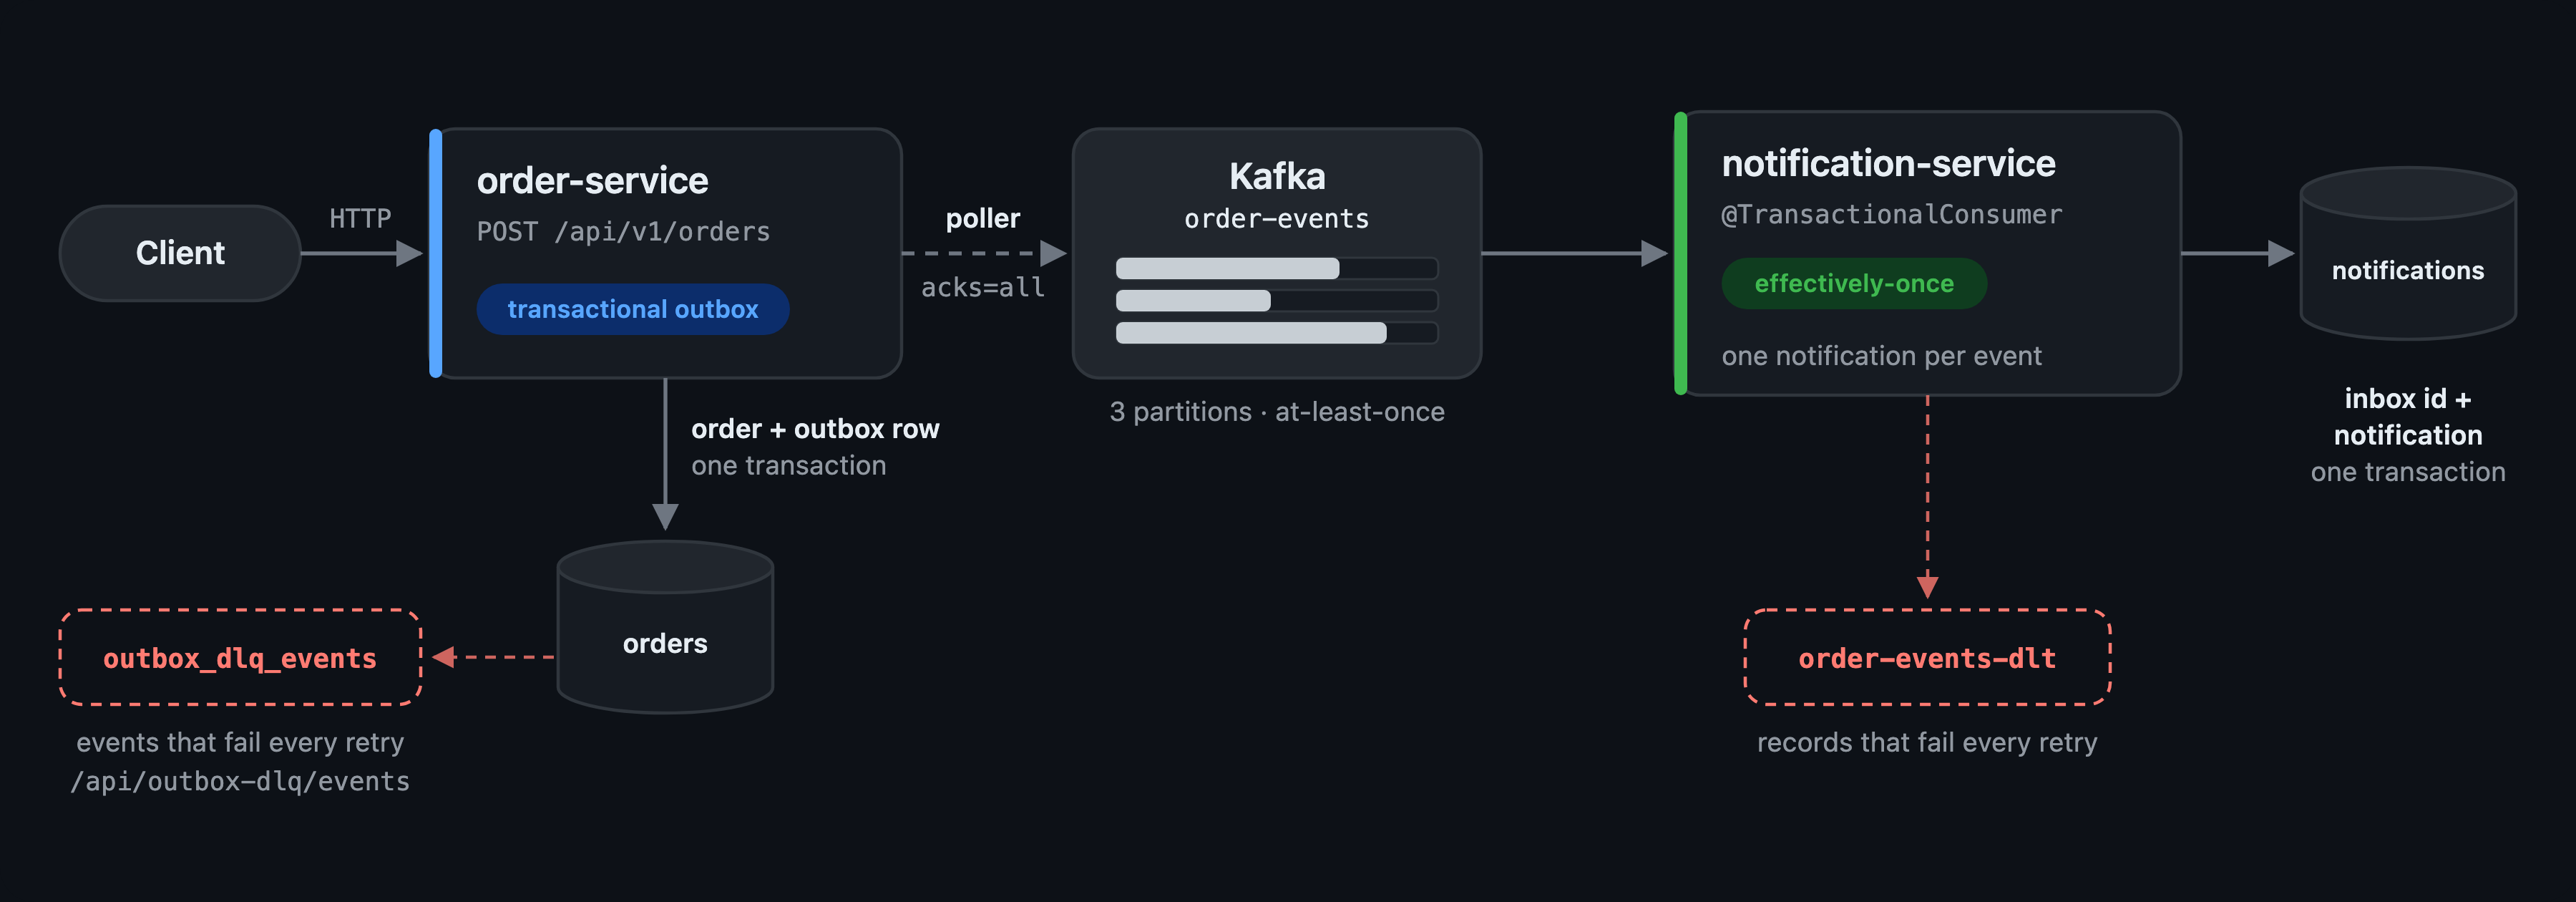 Client
HTTP
order-service
POST /api/v1/orders
transactional outbox
poller
acks=all
Kafka
order-events
3 partitions · at-least-once
notification-service
@TransactionalConsumer
effectively-once
one notification per event
notifications
inbox id +
notification
one transaction
order + outbox row
one transaction
orders
outbox_dlq_events
events that fail every retry
/api/outbox-dlq/events
order-events-dlt
records that fail every retry